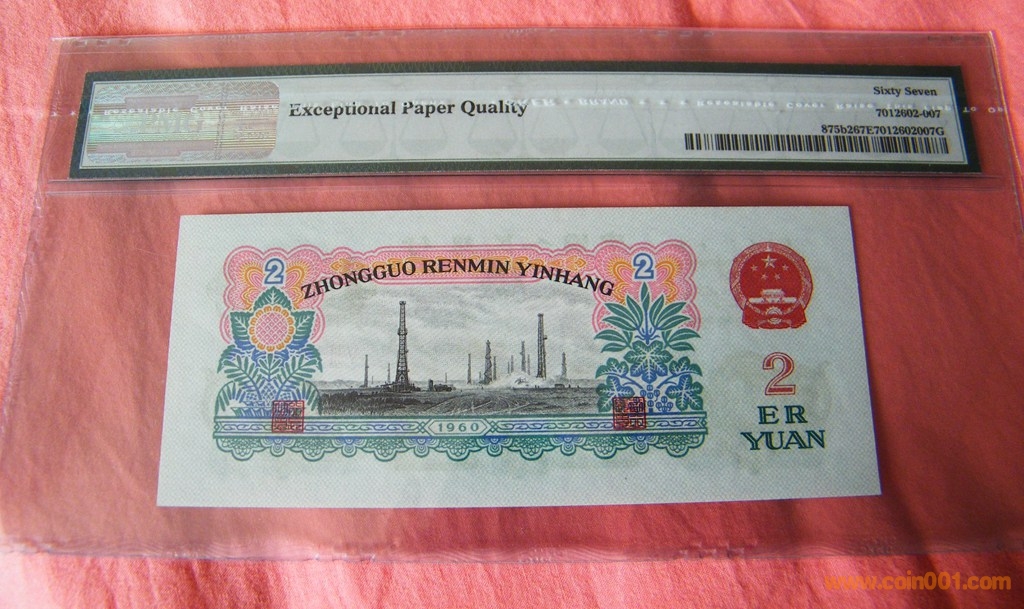 Exceptional Paper Quality
Sixty Seven
7012602-007
875b267E7012602007G
ZHONGGUO RENMIN YINHANG
2
2
2
ER
YUAN
1960
www.coin001.com